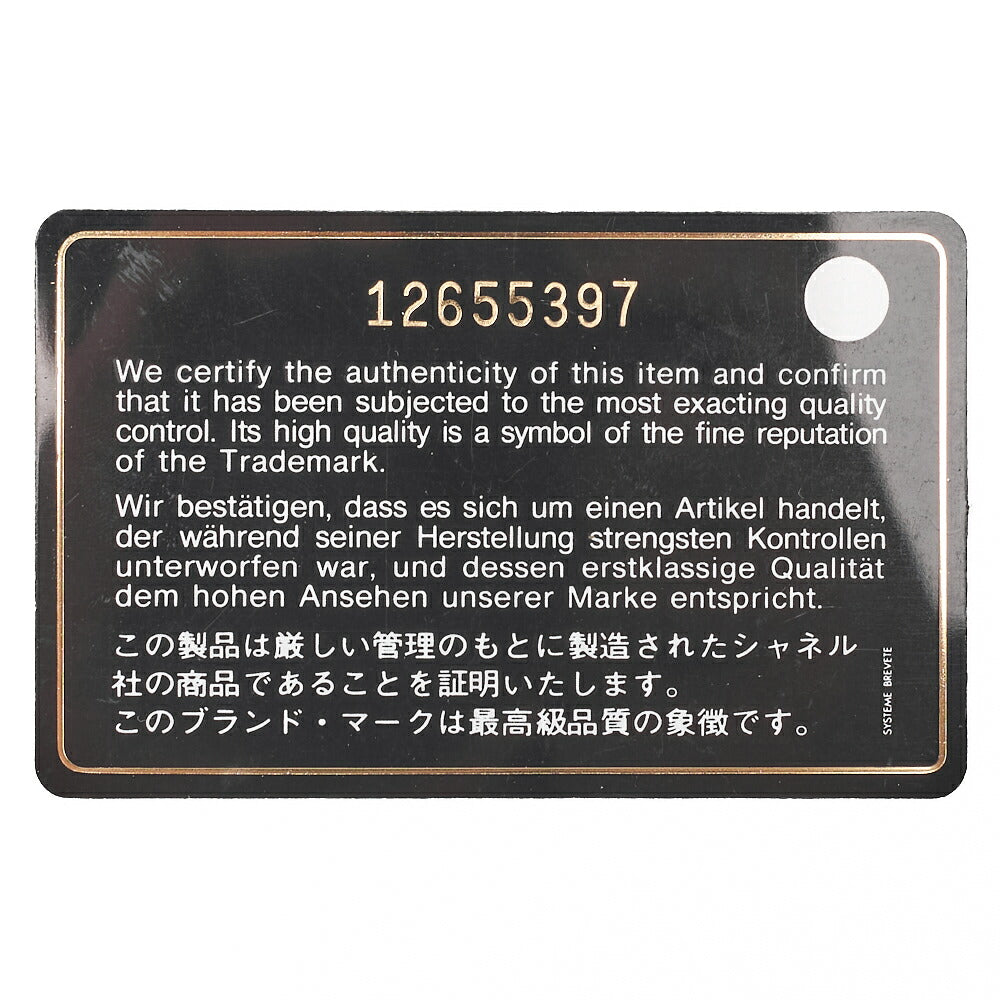 12655397
We certify the authenticity of this item and confirm
that it has been subjected to the most exacting quality
control. Its high quality is a symbol of the fine reputation
of the Trademark.
Wir bestätigen, dass es sich um einen Artikel handelt,
der während seiner Herstellung strengsten Kontrollen
unterworfen war, und dessen erstklassige Qualität
dem hohen Ansehen unserer Marke entspricht.
この製品は厳しい管理のもとに製造されたシャネル
社の商品であることを証明いたします。
このブランド・マークは最高級品質の象徴です。
SYSTEME BREVETE